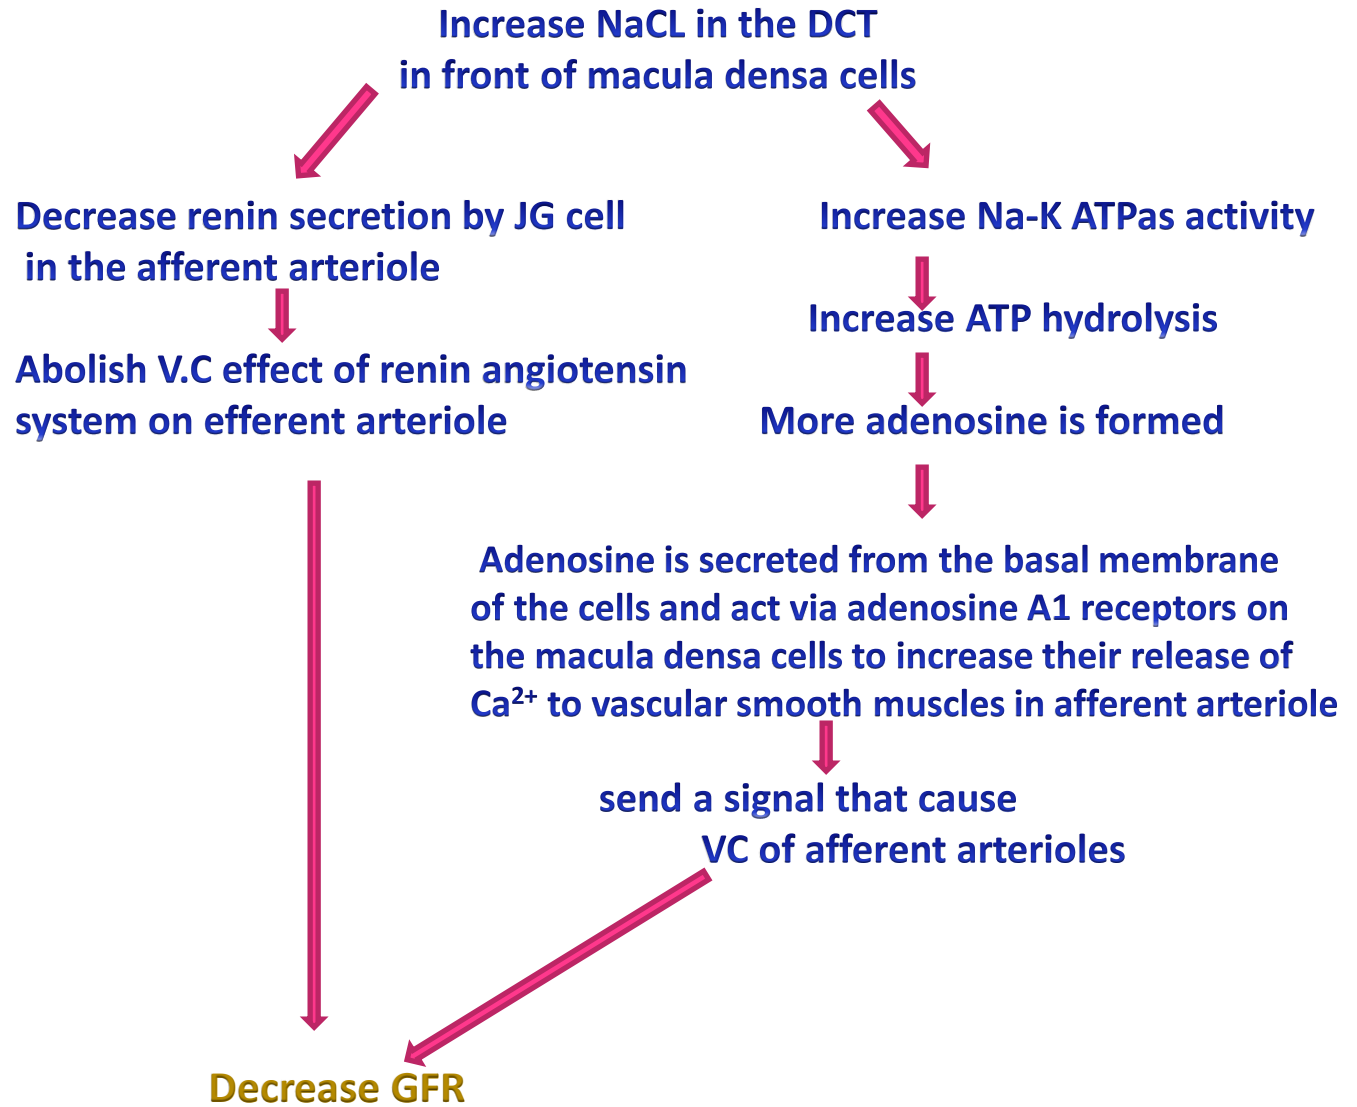 Increase NaCL in the DCT
in front of macula densa cells
Decrease renin secretion by JG cell
in the afferent arteriole
Abolish V.C effect of renin angiotensin
system on efferent arteriole
Increase Na-K ATPas activity
Increase ATP hydrolysis
More adenosine is formed
Adenosine is secreted from the basal membrane
of the cells and act via adenosine A1 receptors on
the macula densa cells to increase their release of
Ca²⁺ to vascular smooth muscles in afferent arteriole
send a signal that cause
VC of afferent arterioles
Decrease GFR